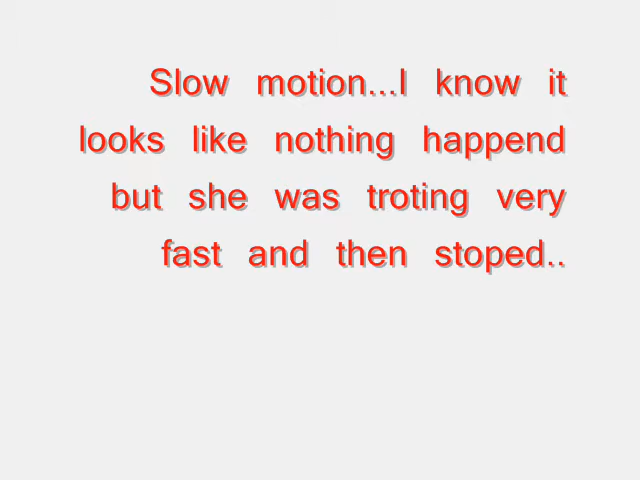 Slow motion...I know it
looks like nothing happend
but she was troting very
fast and then stoped..